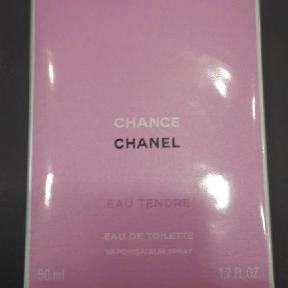 CHANCE
CHANEL
EAU TENDRE
EAU DE TOILETTE
VAPORISATEUR SPRAY
50 ml 1.7 fl. OZ